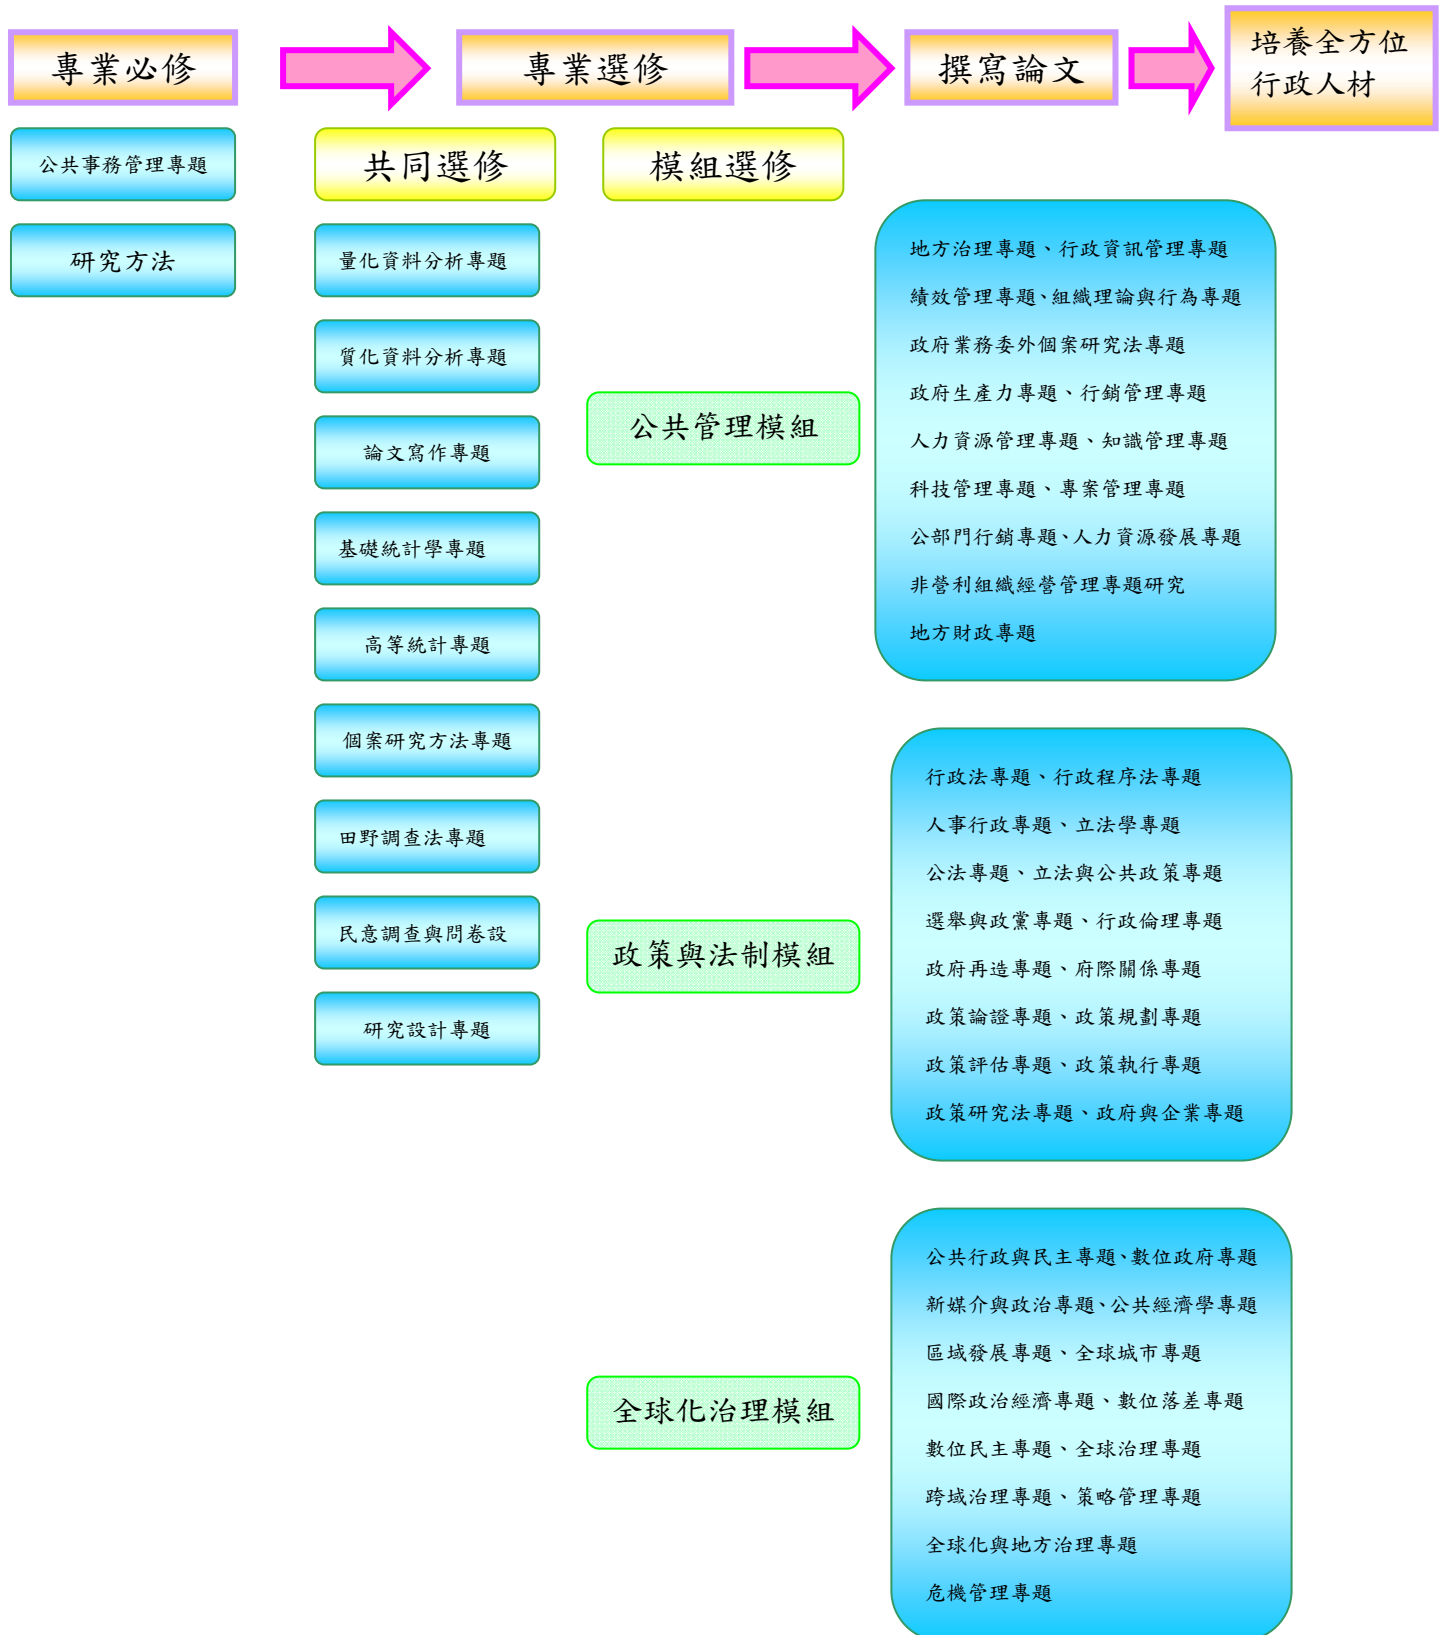 專業必修
專業選修
撰寫論文
培養全方位
行政人材
公共事務管理專題
研究方法
共同選修
量化資料分析專題
質化資料分析專題
論文寫作專題
基礎統計學專題
高等統計專題
個案研究方法專題
田野調查法專題
民意調查與問卷設
研究設計專題
模組選修
公共管理模組
地方治理專題、行政資訊管理專題
績效管理專題、組織理論與行為專題
政府業務委外個案研究法專題
政府生產力專題、行銷管理專題
人力資源管理專題、知識管理專題
科技管理專題、專案管理專題
公部門行銷專題、人力資源發展專題
非營利組織經營管理專題研究
地方財政專題
政策與法制模組
行政法專題、行政程序法專題
人事行政專題、立法學專題
公法專題、立法與公共政策專題
選舉與政黨專題、行政倫理專題
政府再造專題、府際關係專題
政策論證專題、政策規劃專題
政策評估專題、政策執行專題
政策研究法專題、政府與企業專題
全球化治理模組
公共行政與民主專題、數位政府專題
新媒介與政治專題、公共經濟學專題
區域發展專題、全球城市專題
國際政治經濟專題、數位落差專題
數位民主專題、全球治理專題
跨域治理專題、策略管理專題
全球化與地方治理專題
危機管理專題